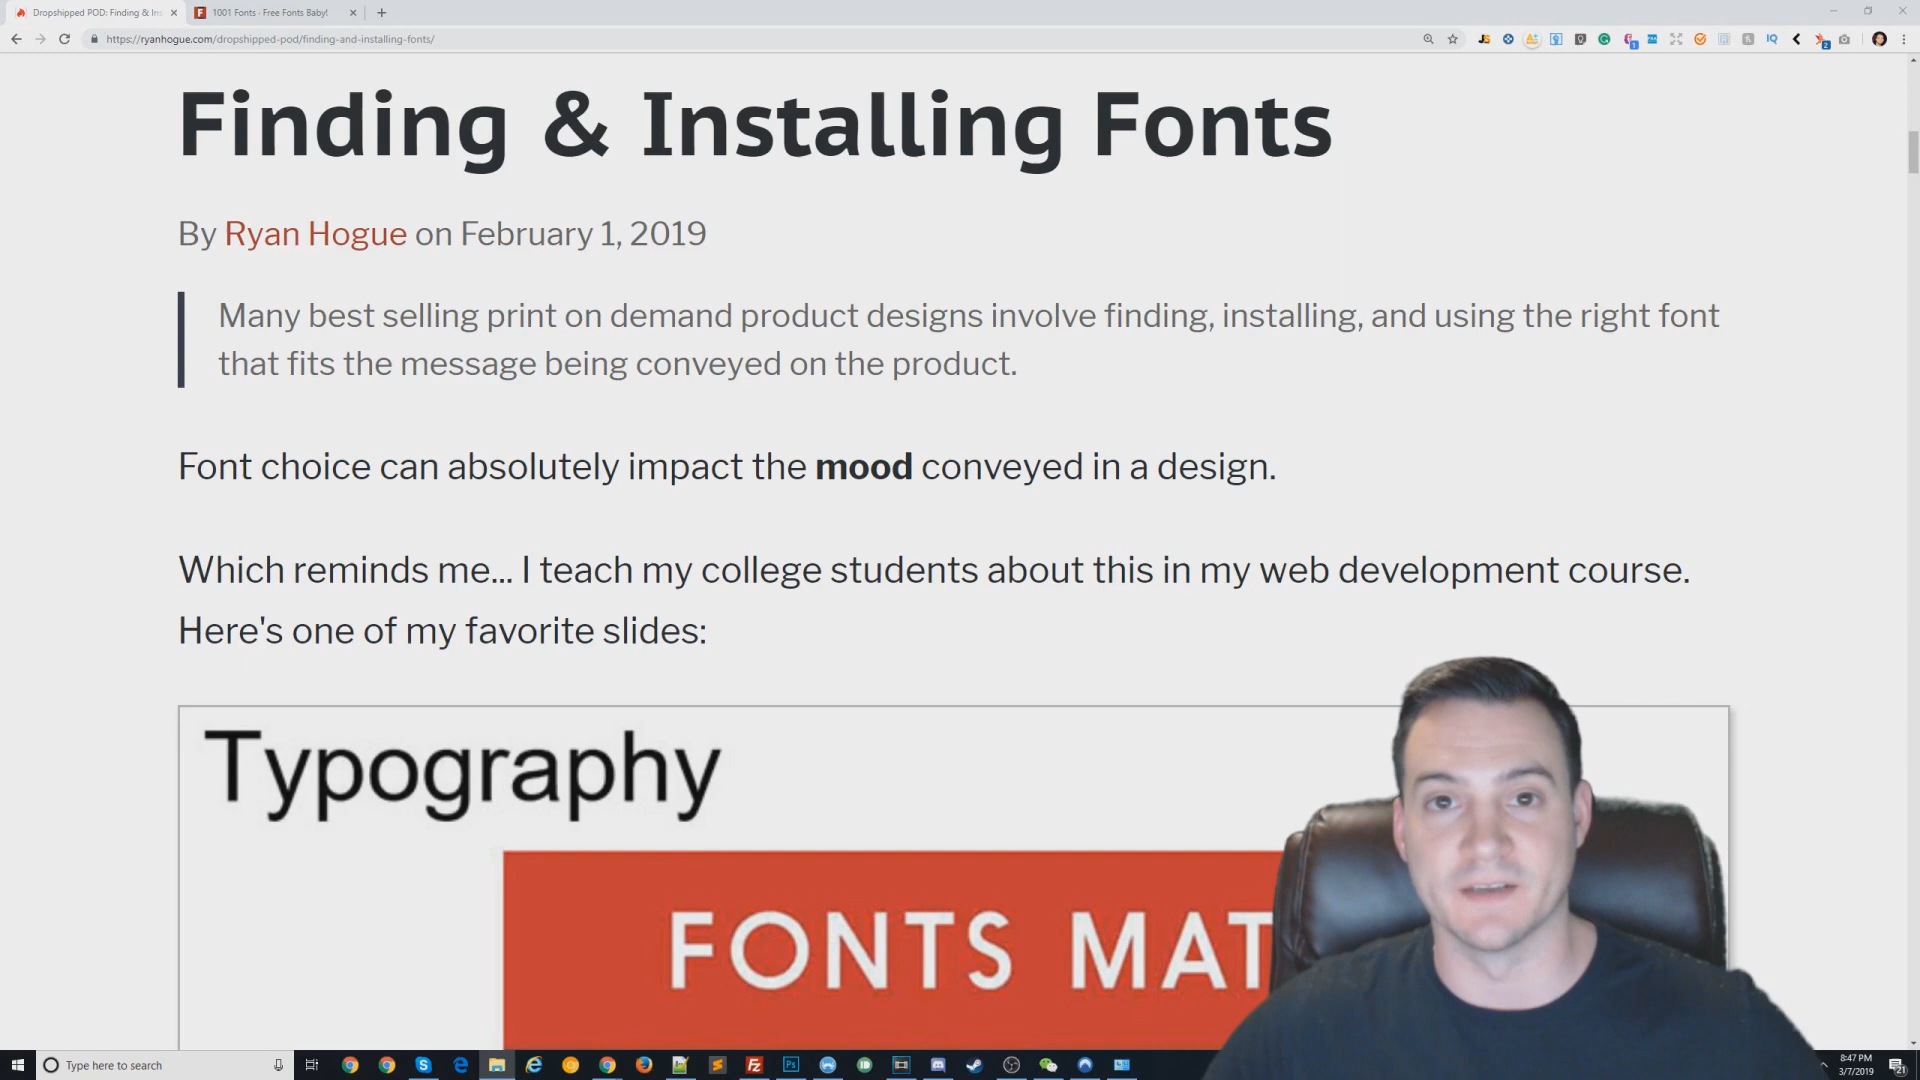 Dropshipped POD: Finding & Ins
1001 Fonts - Free Fonts Baby!
https://ryanhogue.com/dropshipped-pod/finding-and-installing-fonts/
Finding & Installing Fonts
By Ryan Hogue on February 1, 2019
Many best selling print on demand product designs involve finding, installing, and using the right font
that fits the message being conveyed on the product.
Font choice can absolutely impact the mood conveyed in a design.
Which reminds me... I teach my college students about this in my web development course.
Here's one of my favorite slides:
Typography
FONTS MAT
Type here to search
8:47 PM
3/7/2019